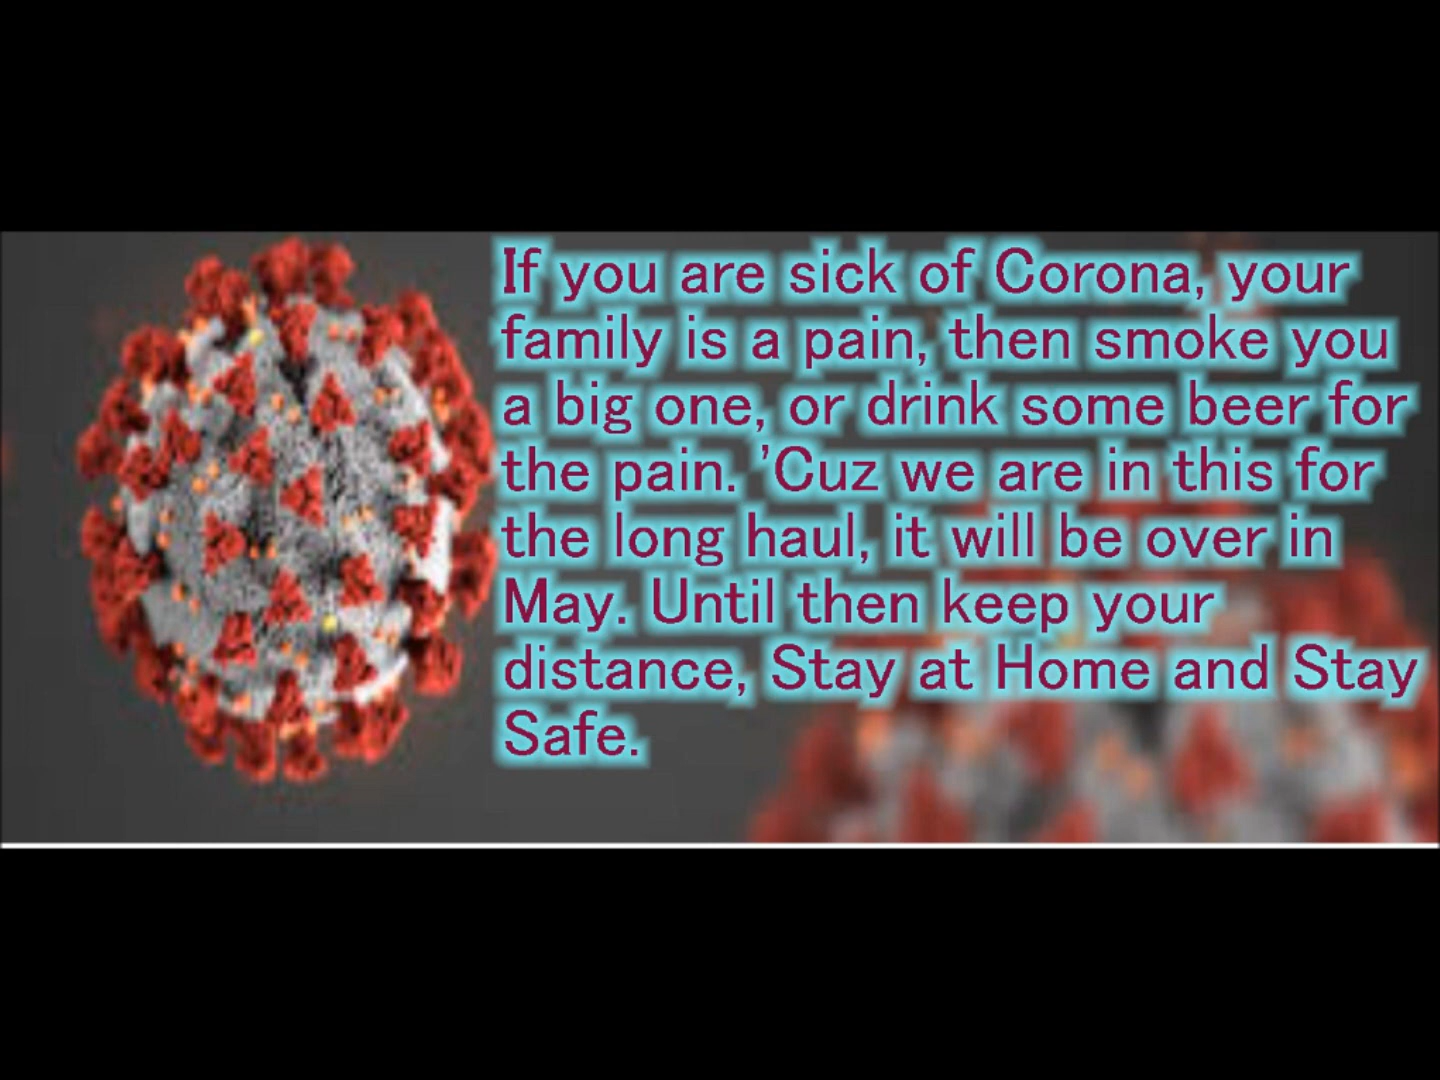 If you are sick of Corona, your
family is a pain, then smoke you
a big one, or drink some beer for
the pain. 'Cuz we are in this for
the long haul, it will be over in
May. Until then keep your
distance, Stay at Home and Stay
Safe.